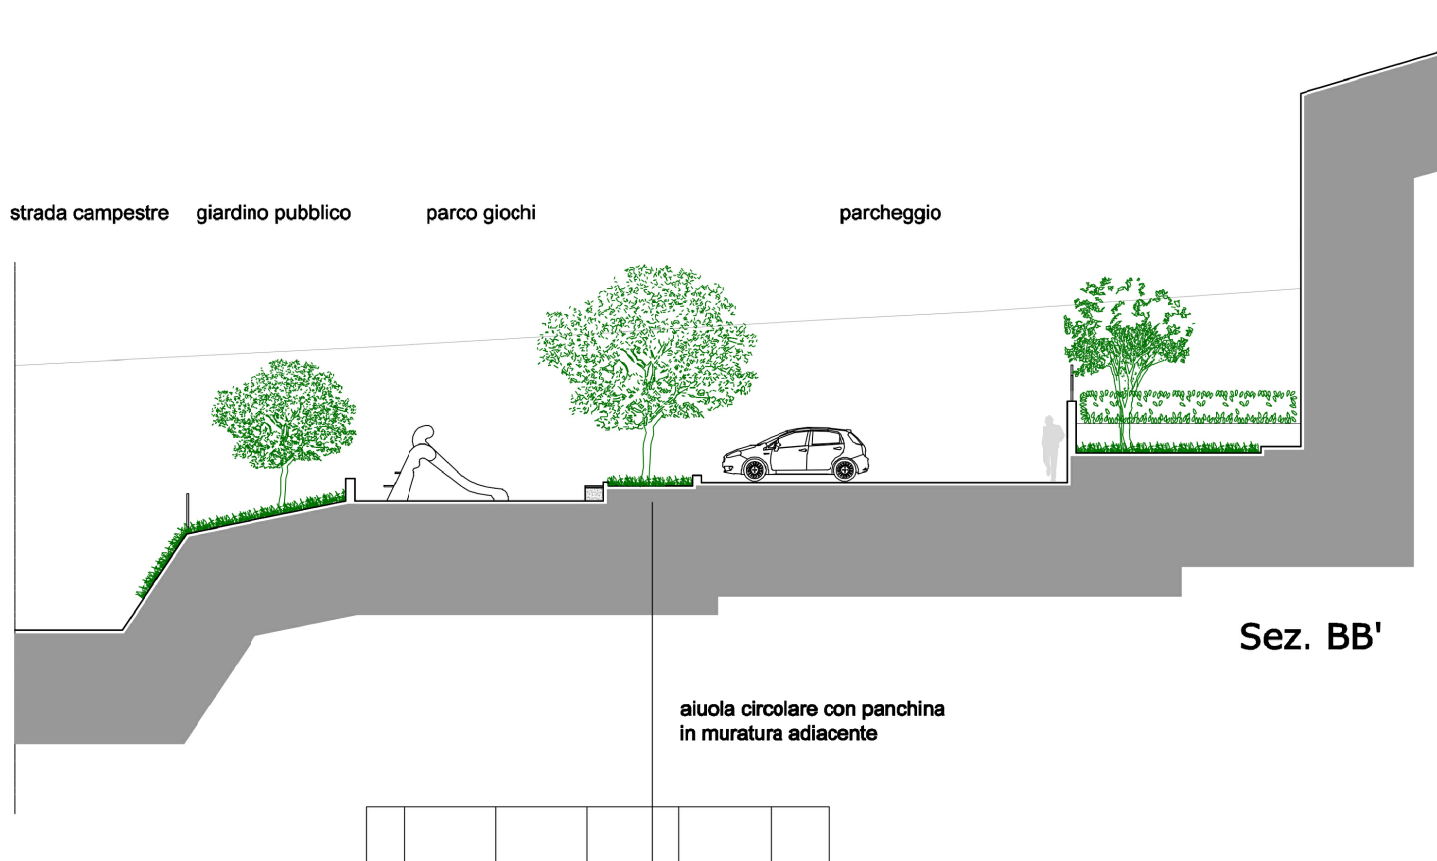 strada campestre
giardino pubblico
parco giochi
parcheggio
Sez. BB'
aiuola circolare con panchina
in muratura adiacente